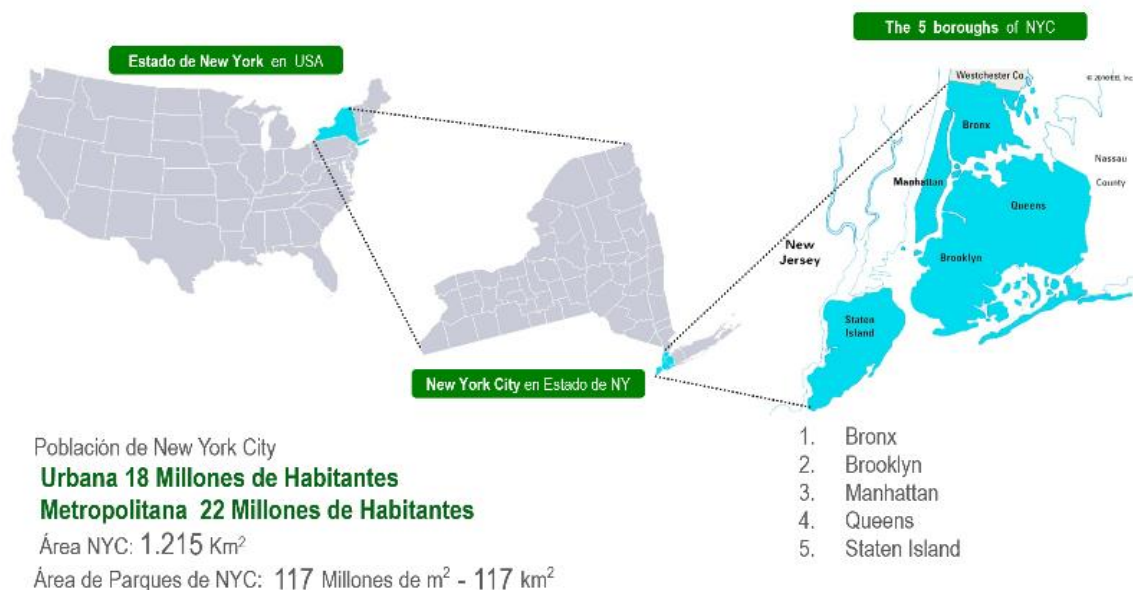 Estado de New York en USA
The 5 boroughs of NYC
Westchester Co.
Bronx
Nassau
County
Manhattan
Queens
New
Jersey
Brooklyn
Staten
Island
New York City en Estado de NY
Población de New York City
Urbana 18 Millones de Habitantes
Metropolitana 22 Millones de Habitantes
Área NYC: 1.215 Km²
Área de Parques de NYC: 117 Millones de m² - 117 km²
1. Bronx
2. Brooklyn
3. Manhattan
4. Queens
5. Staten Island